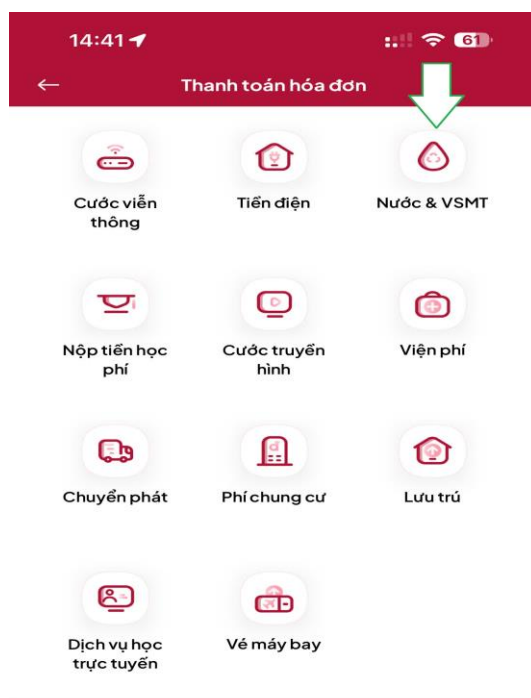 14:41
61
Thanh toán hóa đơn
Cước viễn
thông
Tiền điện
Nước & VSMT
Nộp tiền học
phí
Cước truyền
hình
Viện phí
Chuyển phát
Phí chung cư
Lưu trú
Dịch vụ học
trực tuyến
Vé máy bay